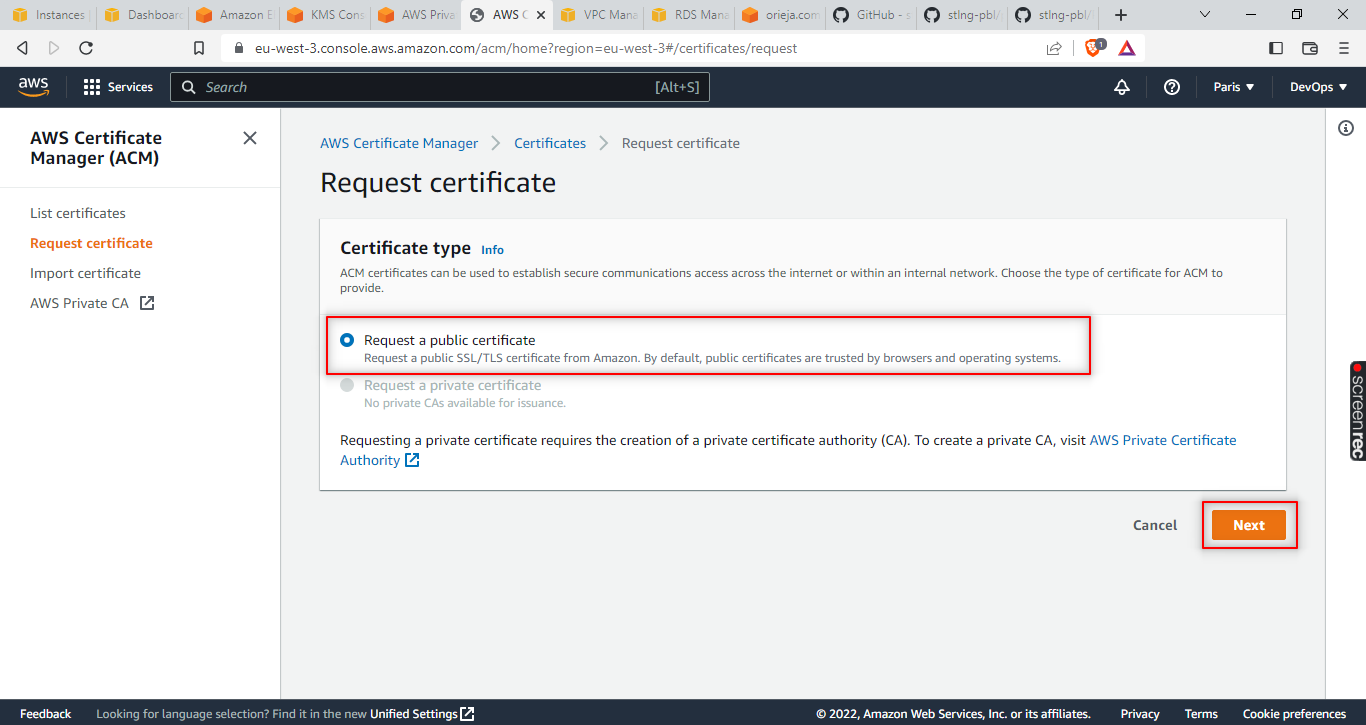 Instances
Dashboard
Amazon E
KMS Cons
AWS Priva
AWS C
VPC Mana
RDS Mana
orieja.com
GitHub - s
stlng-pbl/
stlng-pbl/
eu-west-3.console.aws.amazon.com/acm/home?region=eu-west-3#/certificates/request
1
aws
Services
Search
[Alt+S]
Paris ▼
DevOps ▼
AWS Certificate
Manager (ACM)
List certificates
Request certificate
Import certificate
AWS Private CA
AWS Certificate Manager
Certificates
Request certificate
Request certificate
Certificate type Info
ACM certificates can be used to establish secure communications access across the internet or within an internal network. Choose the type of certificate for ACM to
provide.
Request a public certificate
Request a public SSL/TLS certificate from Amazon. By default, public certificates are trusted by browsers and operating systems.
Request a private certificate
No private CAs available for issuance.
Requesting a private certificate requires the creation of a private certificate authority (CA). To create a private CA, visit AWS Private Certificate
Authority
Cancel
Next
screenrec
Feedback
Looking for language selection? Find it in the new Unified Settings
© 2022, Amazon Web Services, Inc. or its affiliates.
Privacy
Terms
Cookie preferences